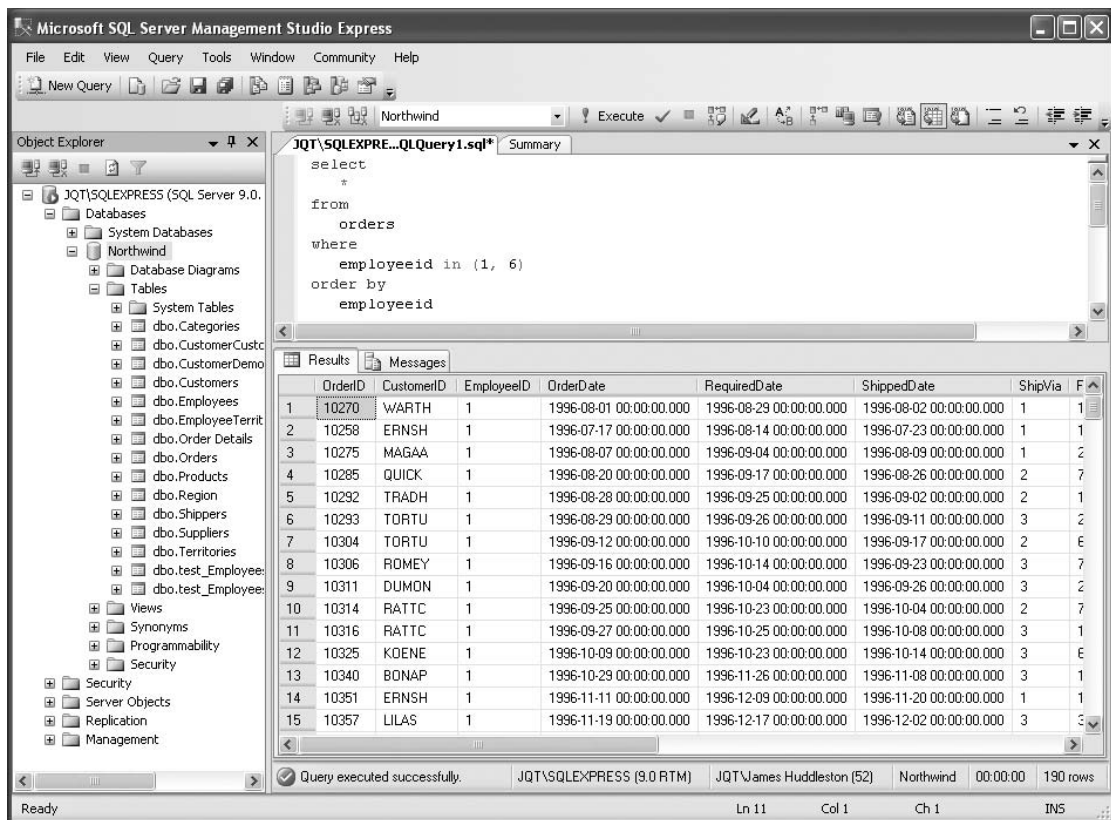 Microsoft SQL Server Management Studio Express
File Edit View Query Tools Window Community Help
New Query
Northwind Execute
Object Explorer
JQT\SQLEXPRESS (SQL Server 9.0.
Databases
System Databases
Northwind
Database Diagrams
Tables
System Tables
dbo.Categories
dbo.CustomerCustc
dbo.CustomerDemo
dbo.Customers
dbo.Employees
dbo.EmployeeTerrit
dbo.Order Details
dbo.Orders
dbo.Products
dbo.Region
dbo.Shippers
dbo.Suppliers
dbo.Territories
dbo.test_Employee
dbo.test_Employee
Views
Synonyms
Programmability
Security
Security
Server Objects
Replication
Management
JQT\SQLEXPRE...QLQuery1.sql* Summary
select
*
from
orders
where
employeeid in (1, 6)
order by
employeeid
Results Messages
OrderID CustomerID EmployeeID OrderDate RequiredDate ShippedDate ShipVia F
1 10270 WARTH 1 1996-08-01 00:00:00.000 1996-08-29 00:00:00.000 1996-08-02 00:00:00.000 1 1
2 10258 ERNSH 1 1996-07-17 00:00:00.000 1996-08-14 00:00:00.000 1996-07-23 00:00:00.000 1 1
3 10275 MAGAA 1 1996-08-07 00:00:00.000 1996-09-04 00:00:00.000 1996-08-09 00:00:00.000 1 2
4 10285 QUICK 1 1996-08-20 00:00:00.000 1996-09-17 00:00:00.000 1996-08-26 00:00:00.000 2 7
5 10292 TRADH 1 1996-08-28 00:00:00.000 1996-09-25 00:00:00.000 1996-09-02 00:00:00.000 2 1
6 10293 TORTU 1 1996-08-29 00:00:00.000 1996-09-26 00:00:00.000 1996-09-11 00:00:00.000 3 2
7 10304 TORTU 1 1996-09-12 00:00:00.000 1996-10-10 00:00:00.000 1996-09-17 00:00:00.000 2
8 10306 ROMEY 1 1996-09-16 00:00:00.000 1996-10-14 00:00:00.000 1996-09-23 00:00:00.000 3 7
9 10311 DUMON 1 1996-09-20 00:00:00.000 1996-10-04 00:00:00.000 1996-09-26 00:00:00.000 3 2
10 10314 RATTC 1 1996-09-25 00:00:00.000 1996-10-23 00:00:00.000 1996-10-04 00:00:00.000 2 7
11 10316 RATTC 1 1996-09-27 00:00:00.000 1996-10-25 00:00:00.000 1996-10-08 00:00:00.000 3 1
12 10325 KOENE 1 1996-10-09 00:00:00.000 1996-10-23 00:00:00.000 1996-10-14 00:00:00.000 3
13 10340 BONAP 1 1996-10-29 00:00:00.000 1996-11-26 00:00:00.000 1996-11-08 00:00:00.000 3 1
14 10351 ERNSH 1 1996-11-11 00:00:00.000 1996-12-09 00:00:00.000 1996-11-20 00:00:00.000 1 1
15 10357 LILAS 1 1996-11-19 00:00:00.000 1996-12-17 00:00:00.000 1996-12-02 00:00:00.000 3
Query executed successfully. JQT\SQLEXPRESS (9.0 RTM) JQT\James Huddleston (52) Northwind 00:00:00 190 rows
Ready Ln 11 Col 1 Ch 1 INS